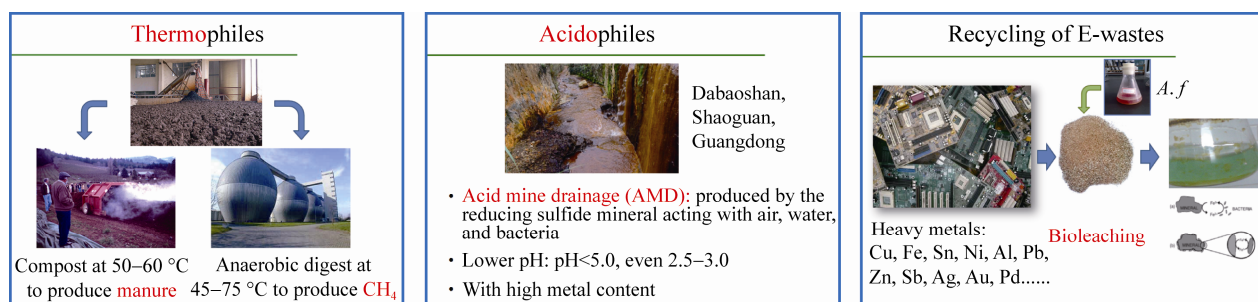 Thermophiles
Compost at 50−60 °C
to produce manure
Anaerobic digest at
45−75 °C to produce CH₄
Acidophiles
Dabaoshan,
Shaoguan,
Guangdong
· Acid mine drainage (AMD): produced by the
reducing sulfide mineral acting with air, water,
and bacteria
· Lower pH: pH<5.0, even 2.5−3.0
· With high metal content
Recycling of E-wastes
A. f
Heavy metals:
Cu, Fe, Sn, Ni, Al, Pb,
Zn, Sb, Ag, Au, Pd......
Bioleaching
MINERAL
BACTERIA
MINERAL